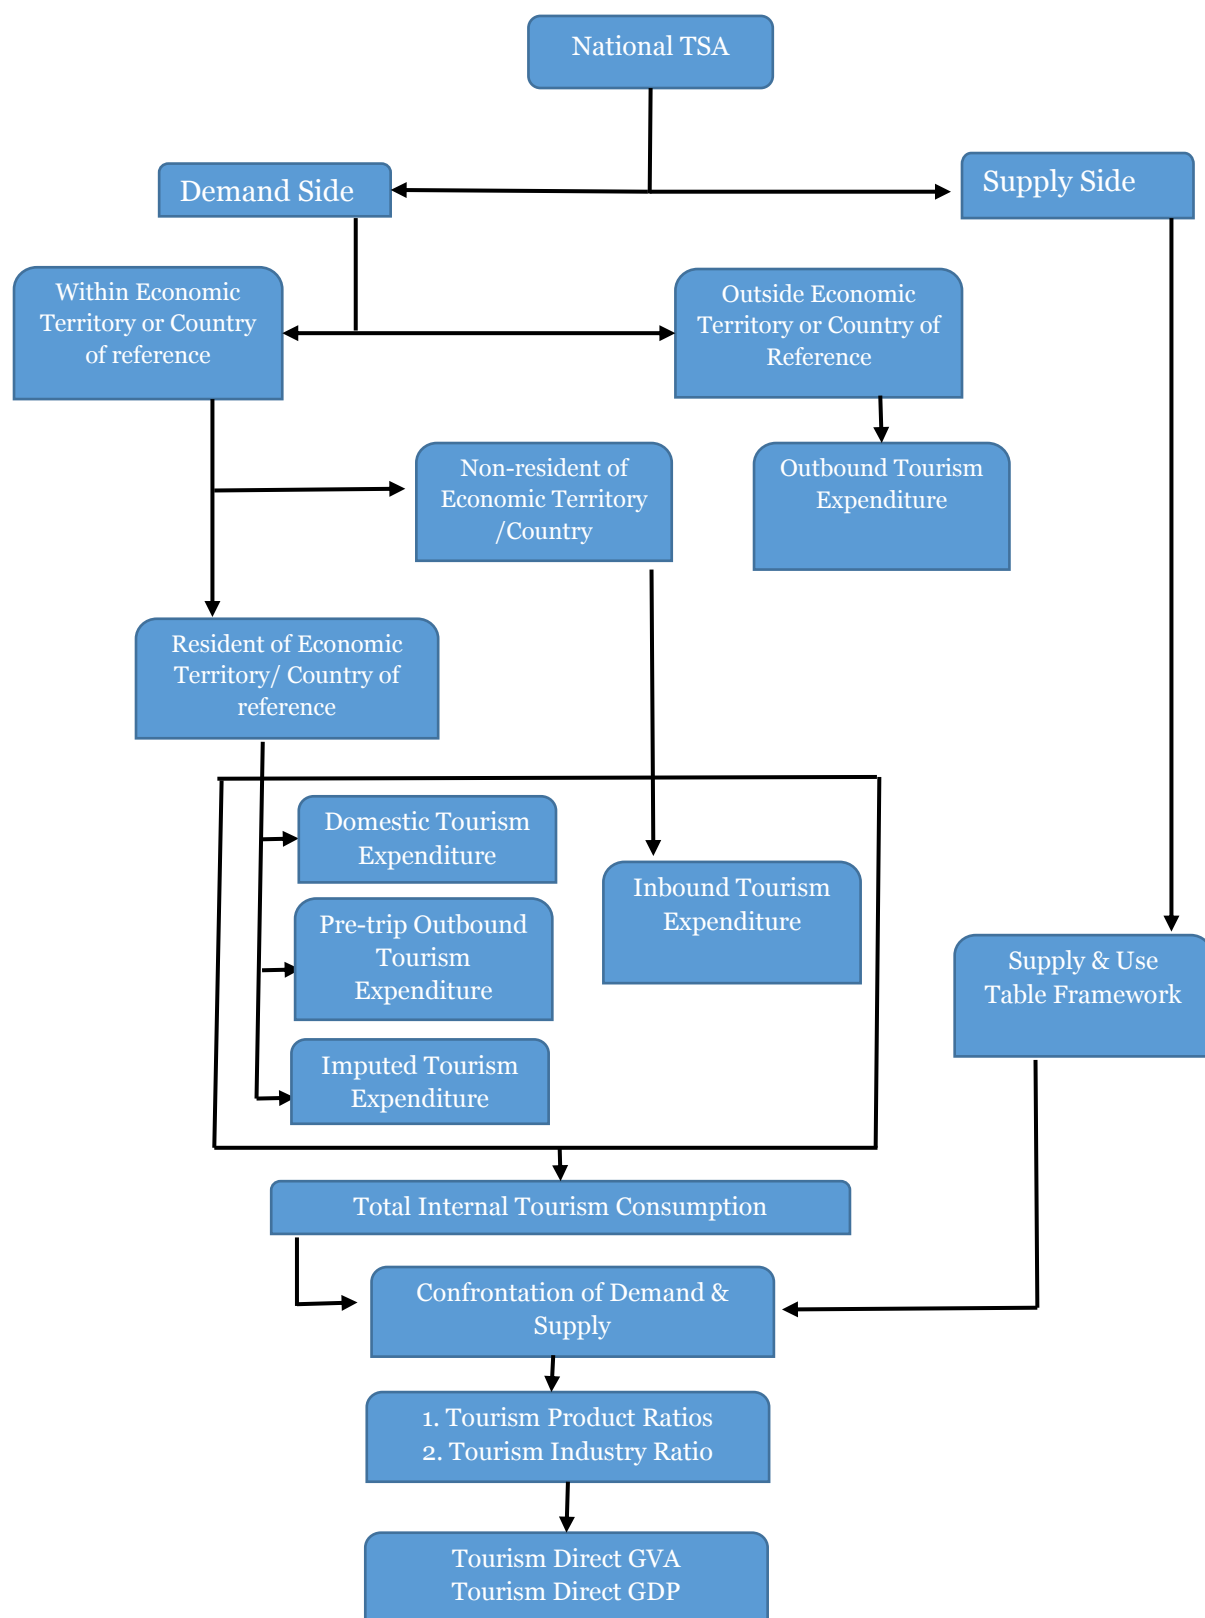 National TSA
Demand Side
Supply Side
Within Economic
Territory or Country
of reference
Outside Economic
Territory or Country of
Reference
Non-resident of
Economic Territory
/Country
Outbound Tourism
Expenditure
Resident of Economic
Territory/ Country of
reference
Domestic Tourism
Expenditure
Pre-trip Outbound
Tourism
Expenditure
Imputed Tourism
Expenditure
Inbound Tourism
Expenditure
Supply & Use
Table Framework
Total Internal Tourism Consumption
Confrontation of Demand &
Supply
1. Tourism Product Ratios
2. Tourism Industry Ratio
Tourism Direct GVA
Tourism Direct GDP